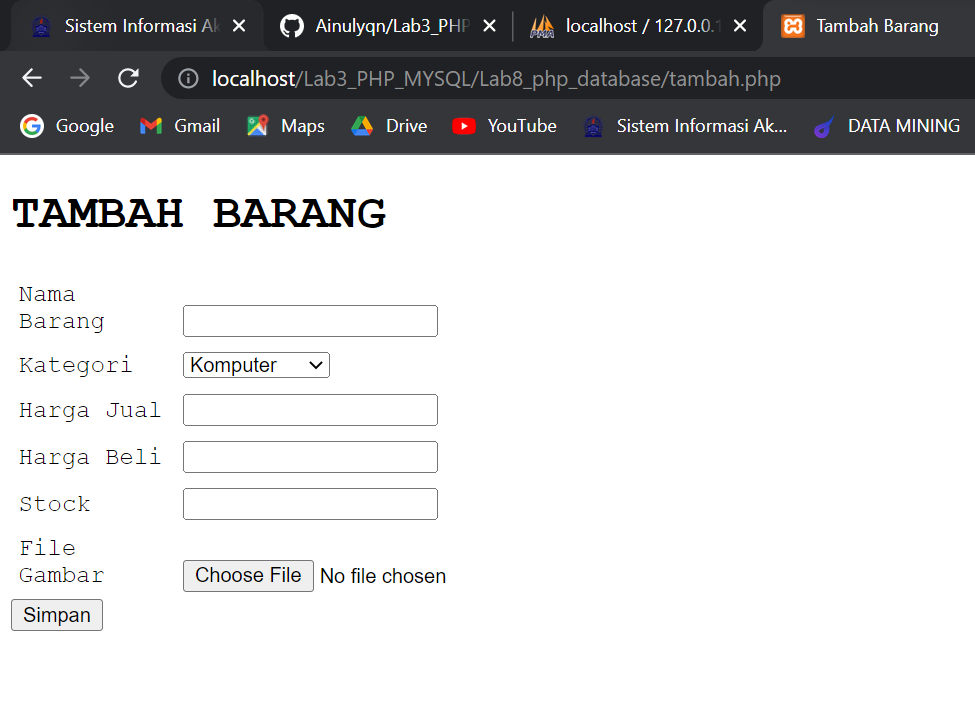 Sistem Informasi Ak
Ainulyqn/Lab3_PHP
localhost / 127.0.0.1
Tambah Barang
localhost/Lab3_PHP_MYSQL/Lab8_php_database/tambah.php
Google
Gmail
Maps
Drive
YouTube
Sistem Informasi Ak...
DATA MINING
TAMBAH BARANG
Nama
Barang
Kategori
Komputer
Harga Jual
Harga Beli
Stock
File
Gambar
Choose File No file chosen
Simpan